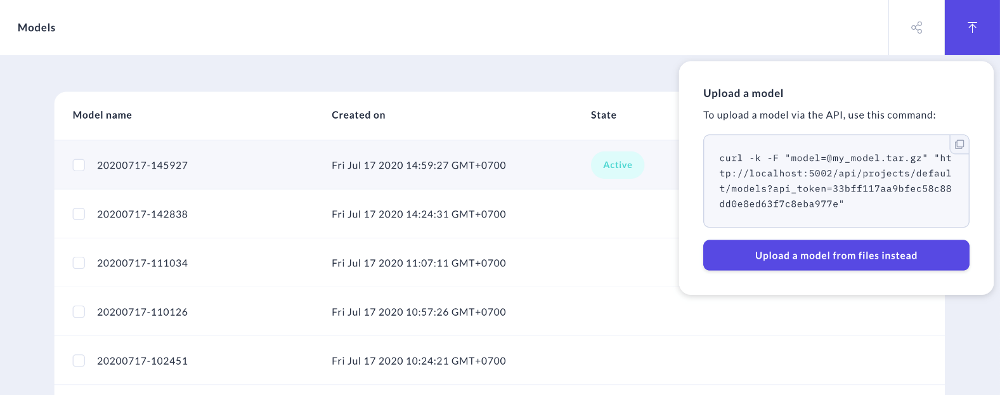 Models
Upload a model
To upload a model via the API, use this command:
curl -k -F "model=@my_model.tar.gz" "ht
tp://localhost:5002/api/projects/defaul
t/models?api_token=33bff117aa9bfec58c88
dd0e8ed63f7c8eba977e"
Upload a model from files instead
Model name Created on State
20200717-145927 Fri Jul 17 2020 14:59:27 GMT+0700 Active
20200717-142838 Fri Jul 17 2020 14:24:31 GMT+0700
20200717-111034 Fri Jul 17 2020 11:07:11 GMT+0700
20200717-110126 Fri Jul 17 2020 10:57:26 GMT+0700
20200717-102451 Fri Jul 17 2020 10:24:21 GMT+0700